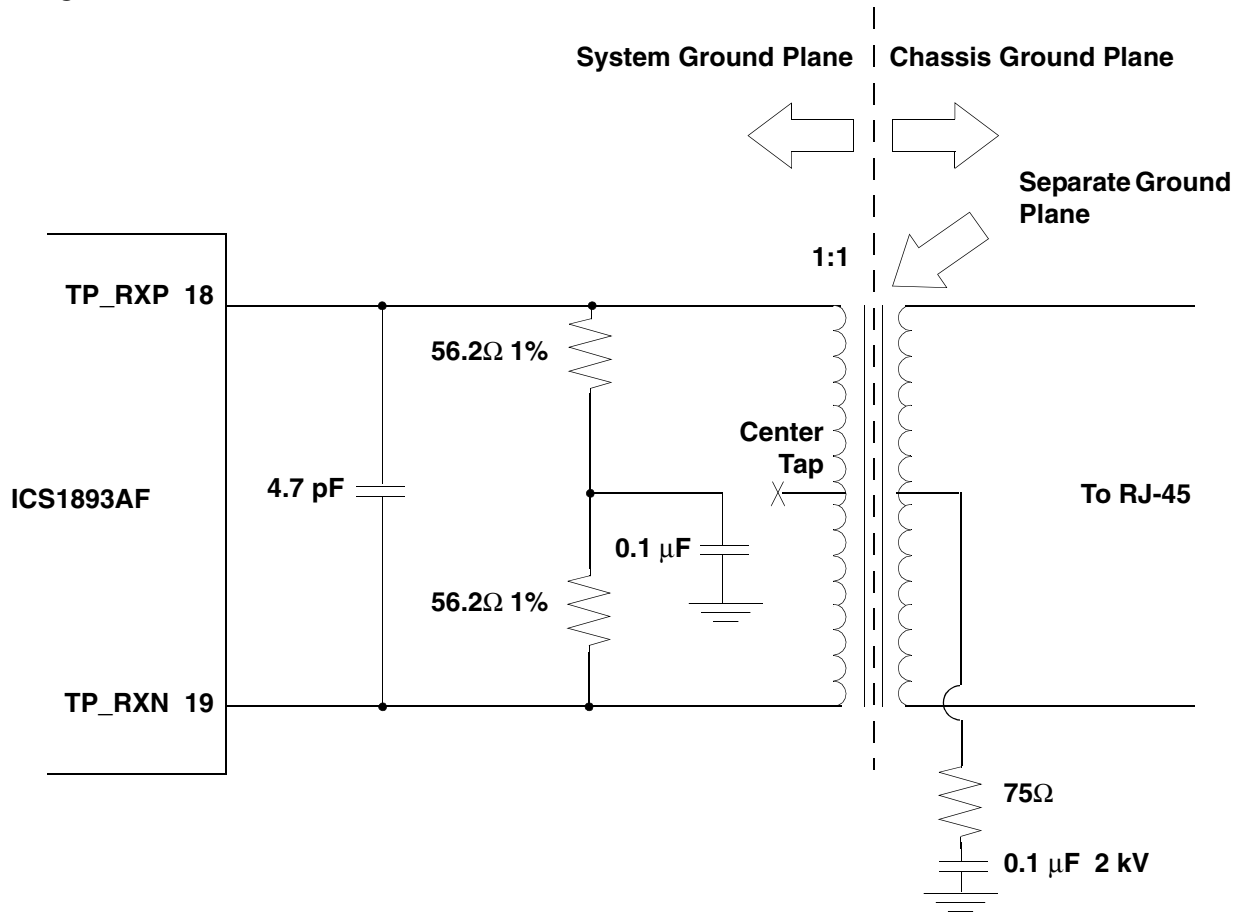 System Ground Plane
Chassis Ground Plane
Separate Ground
Plane
1:1
TP_RXP 18
56.2Ω 1%
Center
Tap
4.7 pF
ICS1893AF
To RJ-45
0.1 μF
56.2Ω 1%
TP_RXN 19
75Ω
0.1 μF 2 kV